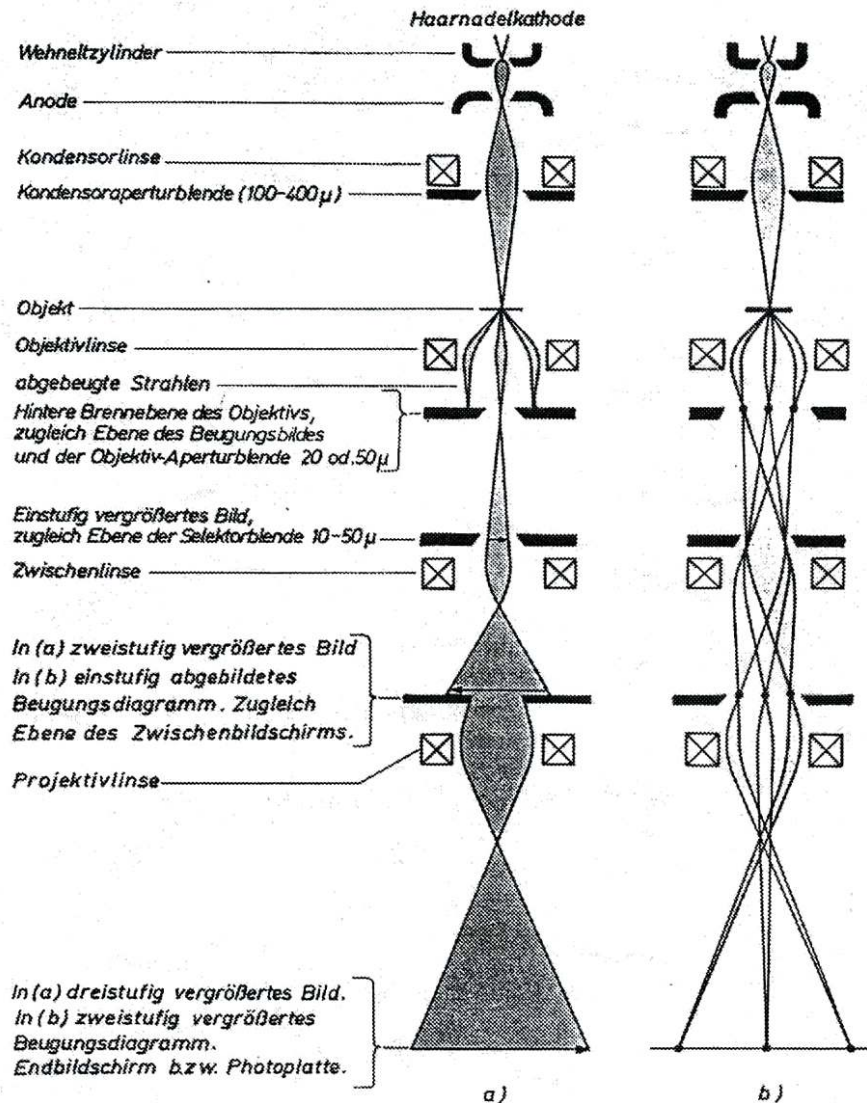 Haarnadelkathode
Wehneltzylinder
Anode
Kondensorlinse
Kondensoraperturblende (100-400µ)
Objekt
Objektivlinse
abgebeugte Strahlen
Hintere Brennebene des Objektivs,
zugleich Ebene des Beugungsbildes
und der Objektiv-Aperturblende 20 od.50µ
Einstufig vergrößertes Bild,
zugleich Ebene der Selektorblende 10-50µ
Zwischenlinse
In (a) zweistufig vergrößertes Bild
In (b) einstufig abgebildetes
Beugungsdiagramm. Zugleich
Ebene des Zwischenbildschirms.
Projektivlinse
In (a) dreistufig vergrößertes Bild.
In (b) zweistufig vergrößertes
Beugungsdiagramm.
Endbildschirm bzw. Photoplatte.
a) b)